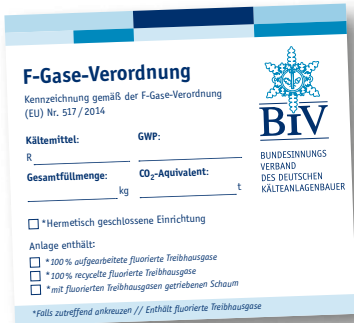 F-Gase-Verordnung
Kennzeichnung gemäß der F-Gase-Verordnung
(EU) Nr. 517/2014
Kältemittel:
R
GWP:
Gesamtfüllmenge:
kg
CO₂-Äquivalent:
t
BIV
BUNDESINNUNGS
VERBAND
DES DEUTSCHEN
KÄLTEANLAGENBAUER
*Hermetisch geschlossene Einrichtung
Anlage enthält:
*100% aufgearbeitete fluorierte Treibhausgase
*100% recycelte fluorierte Treibhausgase
*mit fluorierten Treibhausgasen getriebenen Schaum
*Falls zutreffend ankreuzen // Enthält fluorierte Treibhausgase